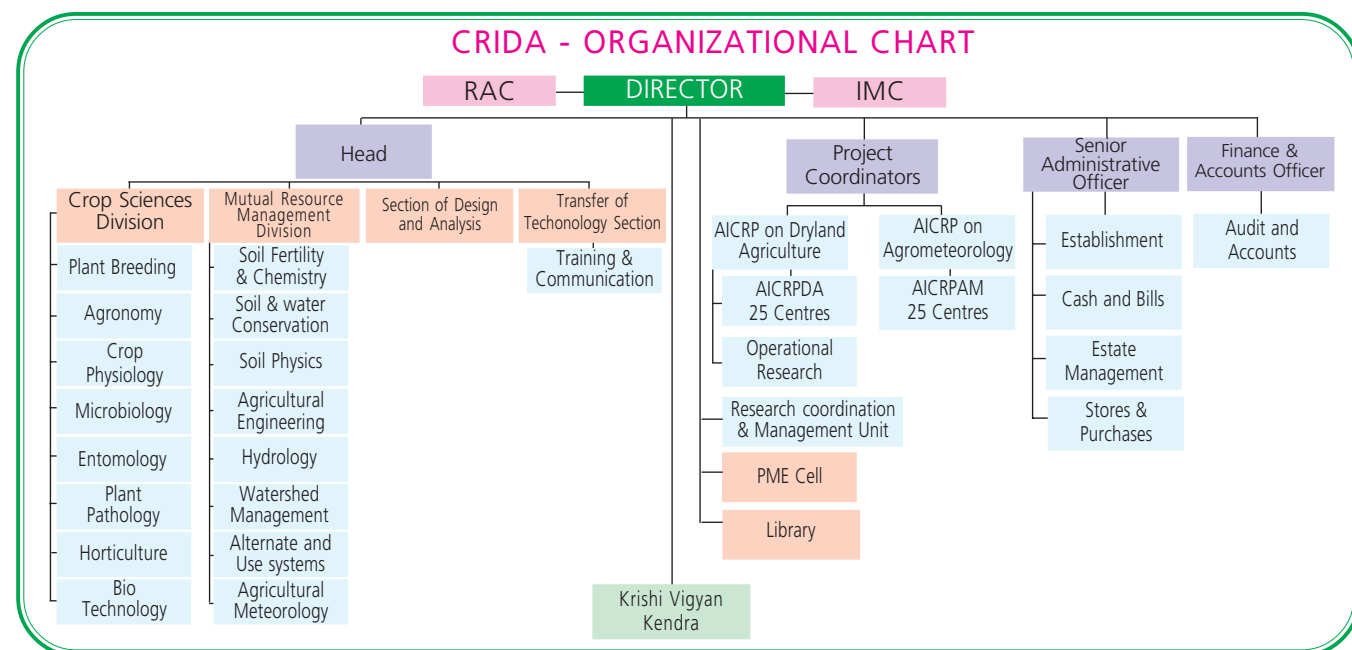 CRIDA - ORGANIZATIONAL CHART
RAC
DIRECTOR
IMC
Head
Project
Coordinators
Senior
Administrative
Officer
Finance &
Accounts Officer
Crop Sciences
Division
Plant Breeding
Agronomy
Crop
Physiology
Microbiology
Entomology
Plant
Pathology
Horticulture
Bio
Technology
Mutual Resource
Management
Division
Soil Fertility
& Chemistry
Soil & water
Conservation
Soil Physics
Agricultural
Engineering
Hydrology
Watershed
Management
Alternate and
Use systems
Agricultural
Meteorology
Section of Design
and Analysis
Transfer of
Techonology Section
Training &
Communication
AICRP on Dryland
Agriculture
AICRPDA
25 Centres
Operational
Research
AICRP on
Agrometeorology
AICRPAM
25 Centres
Research coordination
& Management Unit
PME Cell
Library
Krishi Vigyan
Kendra
Establishment
Cash and Bills
Estate
Management
Stores &
Purchases
Audit and
Accounts